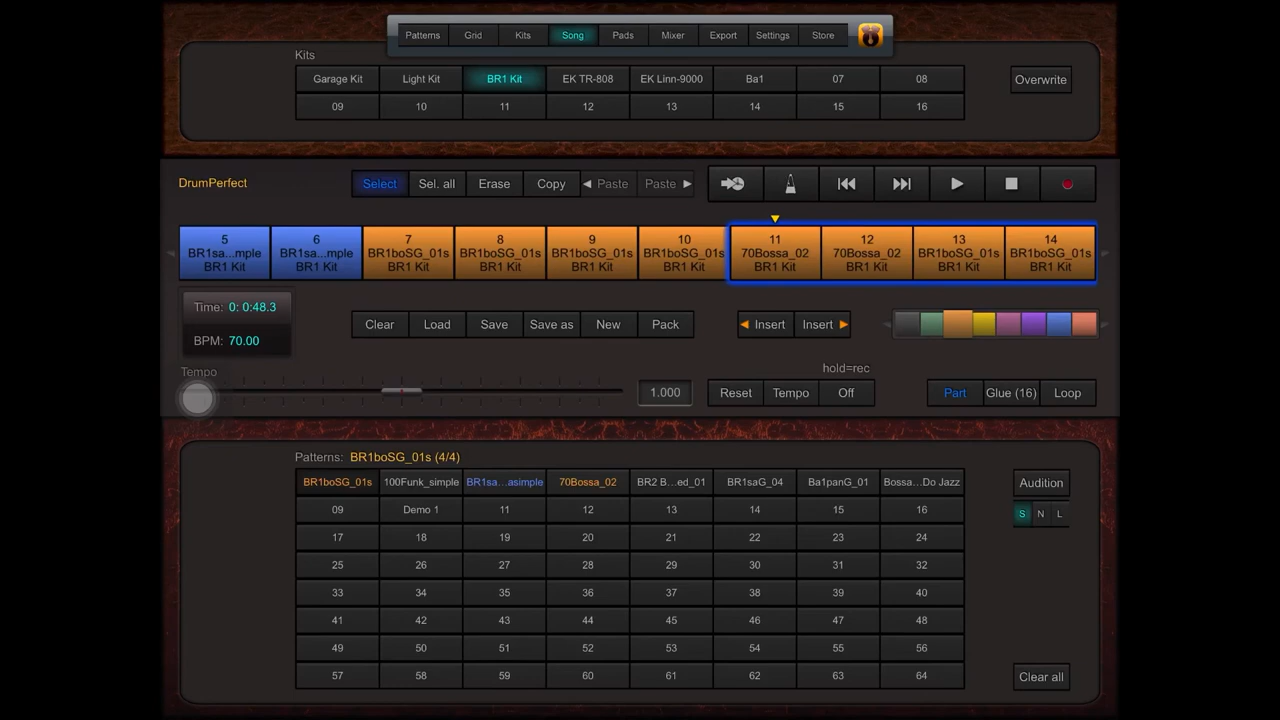 Patterns Grid Kits Song Pads Mixer Export Settings Store
Kits
Garage Kit Light Kit BR1 Kit EK TR-808 EK Linn-9000 Ba1 07 08
Overwrite
09 10 11 12 13 14 15 16
DrumPerfect
Select Sel. all Erase Copy Paste Paste
5 6 7 8 9 10 11 12 13 14
BR1sa...mple BR1sa...mple BR1boSG_01s BR1boSG_01s BR1boSG_01s BR1boSG_01s 70Bossa_02 70Bossa_02 BR1boSG_01s BR1boSG_01s
BR1 Kit BR1 Kit BR1 Kit BR1 Kit BR1 Kit BR1 Kit BR1 Kit BR1 Kit BR1 Kit BR1 Kit
Time: 0: 0:48.3
Clear Load Save Save as New Pack Insert Insert
BPM: 70.00
Tempo
hold=rec
1.000 Reset Tempo Off Part Glue (16) Loop
Patterns: BR1boSG_01s (4/4)
BR1boSG_01s 100Funk_simple BR1sa...asimple 70Bossa_02 BR2 B...ed_01 BR1saG_04 Ba1panG_01 Bossa...Do Jazz
Audition
09 Demo 1 11 12 13 14 15 16
S N L
17 18 19 20 21 22 23 24
25 26 27 28 29 30 31 32
33 34 35 36 37 38 39 40
41 42 43 44 45 46 47 48
49 50 51 52 53 54 55 56
57 58 59 60 61 62 63 64
Clear all